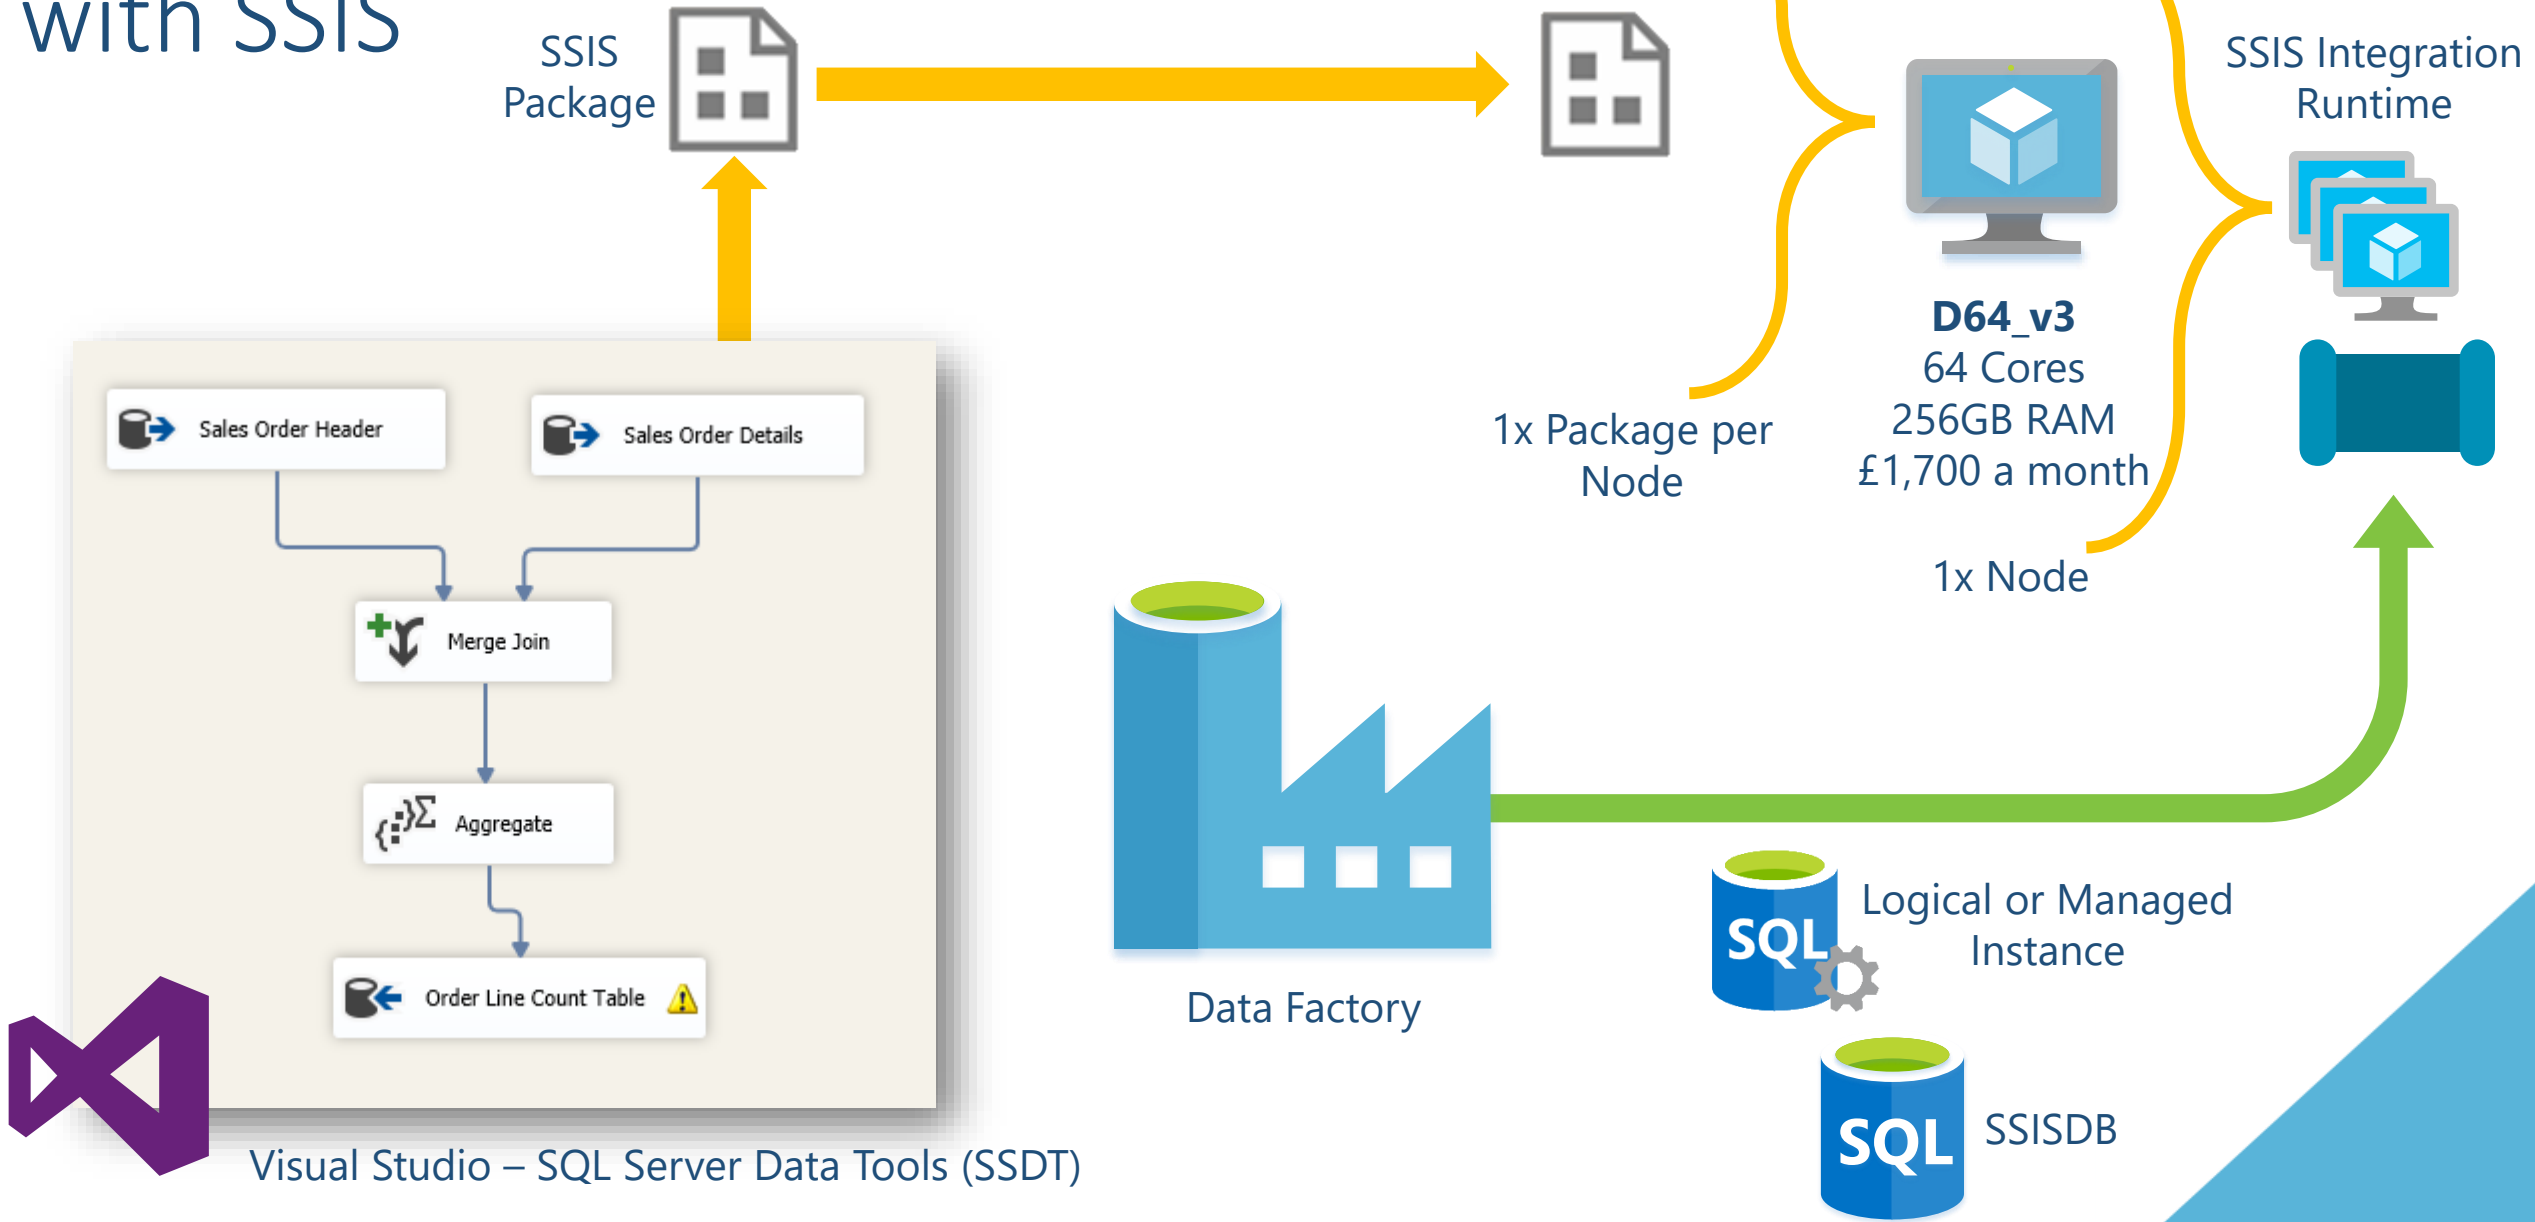 with SSIS
SSIS
Package
SSIS Integration
Runtime
D64_v3
64 Cores
256GB RAM
£1,700 a month
1x Package per
Node
1x Node
Sales Order Header
Sales Order Details
Merge Join
Aggregate
Order Line Count Table
Visual Studio – SQL Server Data Tools (SSDT)
Data Factory
SQL
Logical or Managed
Instance
SQL
SSISDB